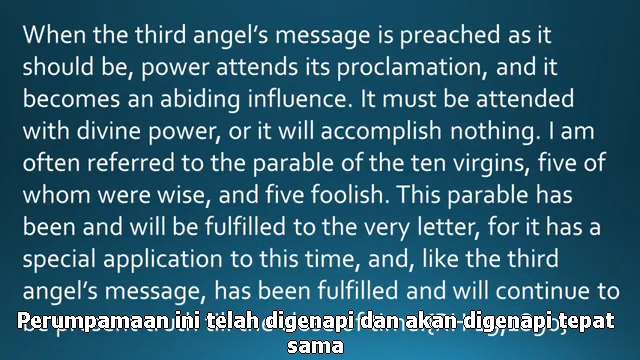 When the third angel's message is preached as it
should be, power attends its proclamation, and it
becomes an abiding influence. It must be attended
with divine power, or it will accomplish nothing. I am
often referred to the parable of the ten virgins, five of
whom were wise, and five foolish. This parable has
been and will be fulfilled to the very letter, for it has a
special application to this time, and, like the third
angel's message, has been fulfilled and will continue to
Perumpamaan ini telah digenapi dan akan digenapi tepat
sama